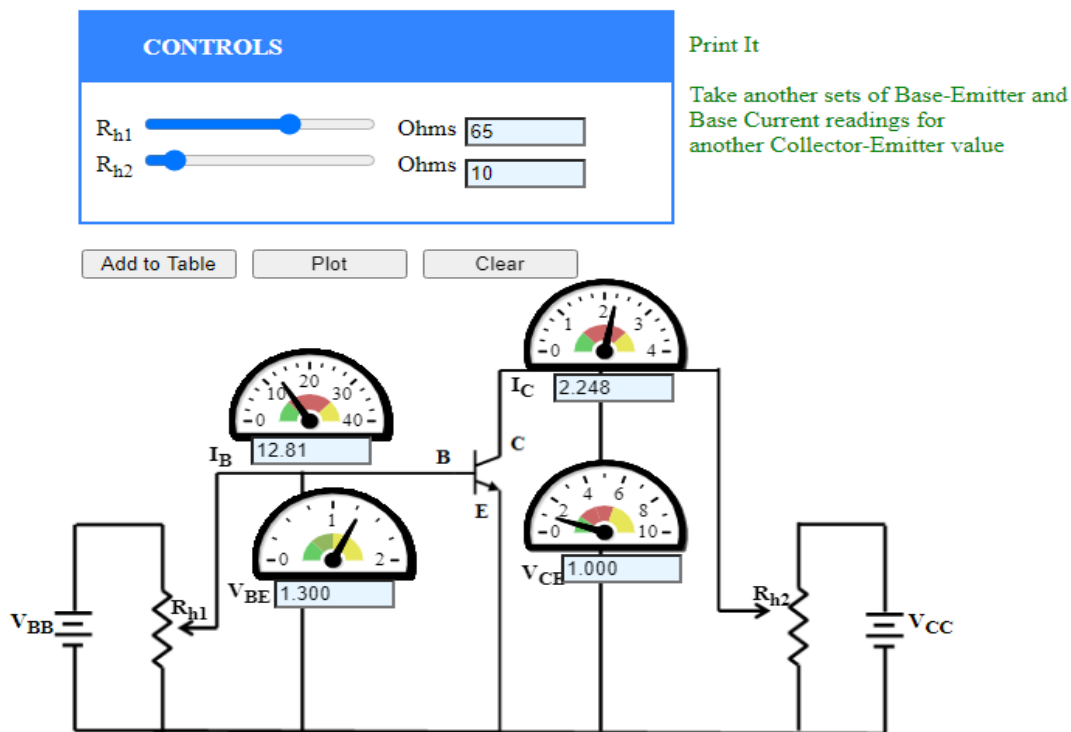 CONTROLS
Print It
Take another sets of Base-Emitter and
Base Current readings for
another Collector-Emitter value
Rh1 Ohms 65
Rh2 Ohms 10
Add to Table Plot Clear
0 1 2 3 4
IC 2.248
0 10 20 30 40
IB 12.81
B
C
E
0 1 2
VBE 1.300
0 2 4 6 8 10
VCE 1.000
VBB
Rh1
Rh2
VCC